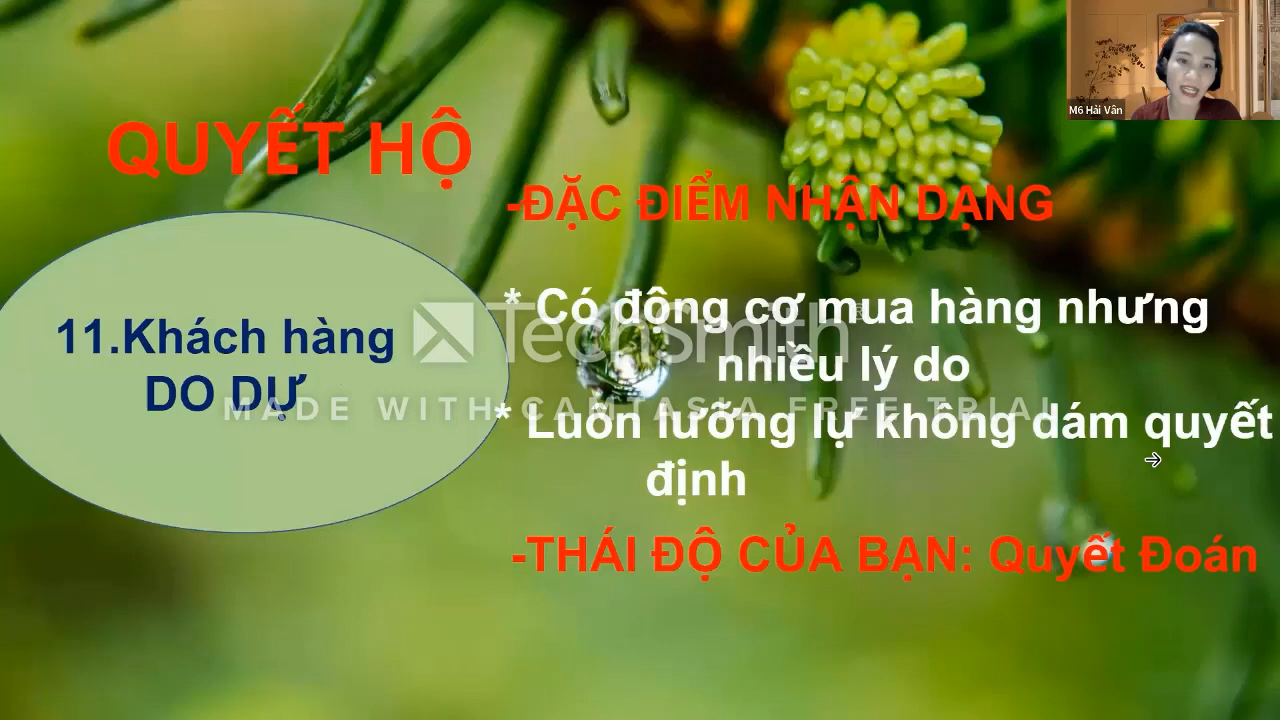 M6 Hải Vân
QUYẾT HỘ
-ĐẶC ĐIỂM NHẬN DẠNG
11.Khách hàng
DO DỰ
* Có động cơ mua hàng nhưng
nhiều lý do
* Luôn lưỡng lự không dám quyết
định
-THÁI ĐỘ CỦA BẠN: Quyết Đoán
TechSmith
MADE WITH CAMTASIA FREE TRIAL